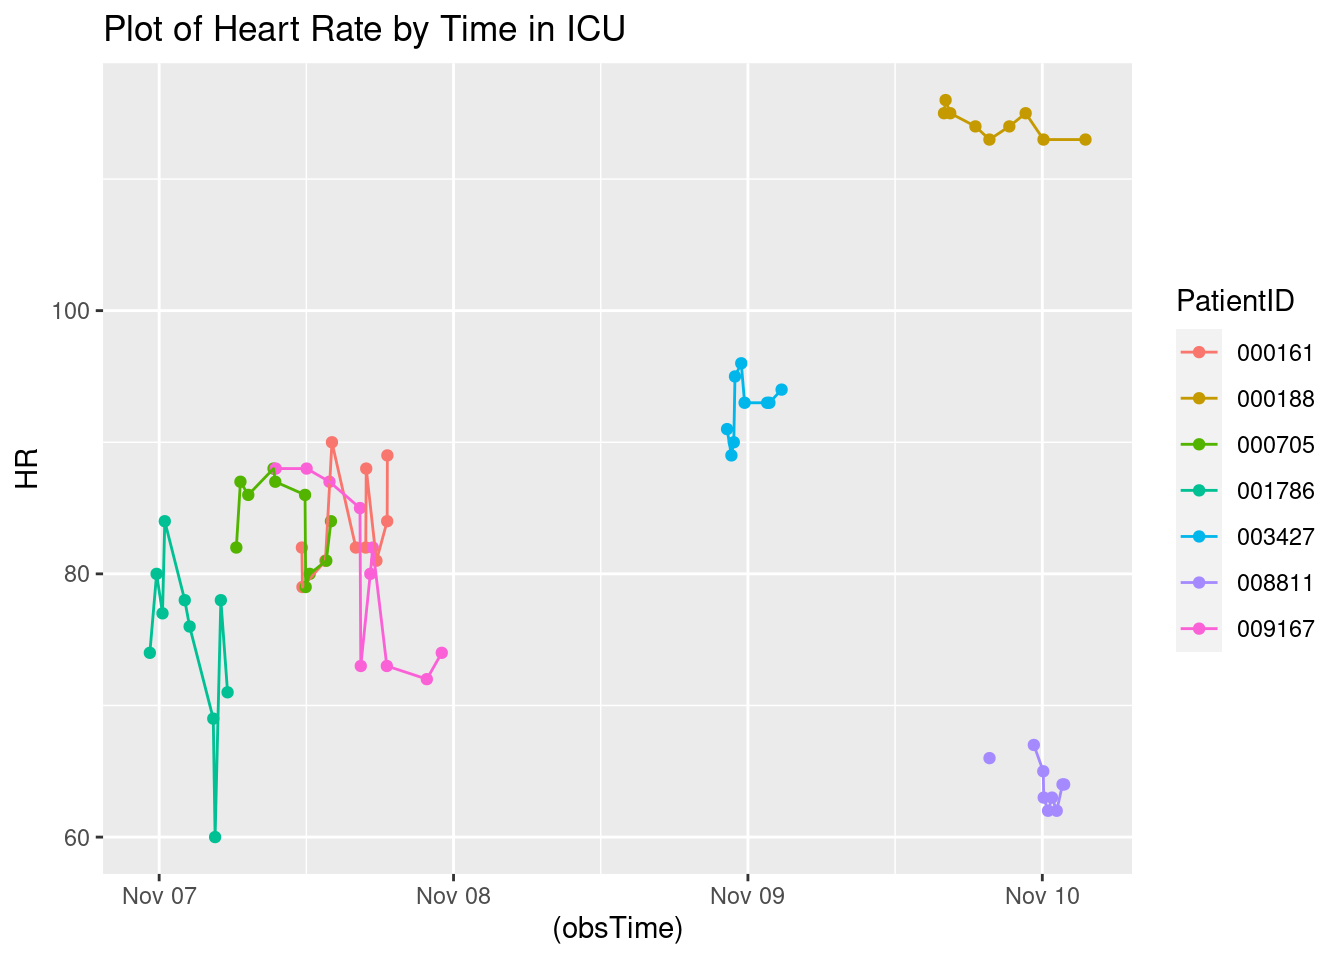 Plot of Heart Rate by Time in ICU
HR
100
80
60
Nov 07
Nov 08
Nov 09
Nov 10
(obsTime)
PatientID
000161
000188
000705
001786
003427
008811
009167